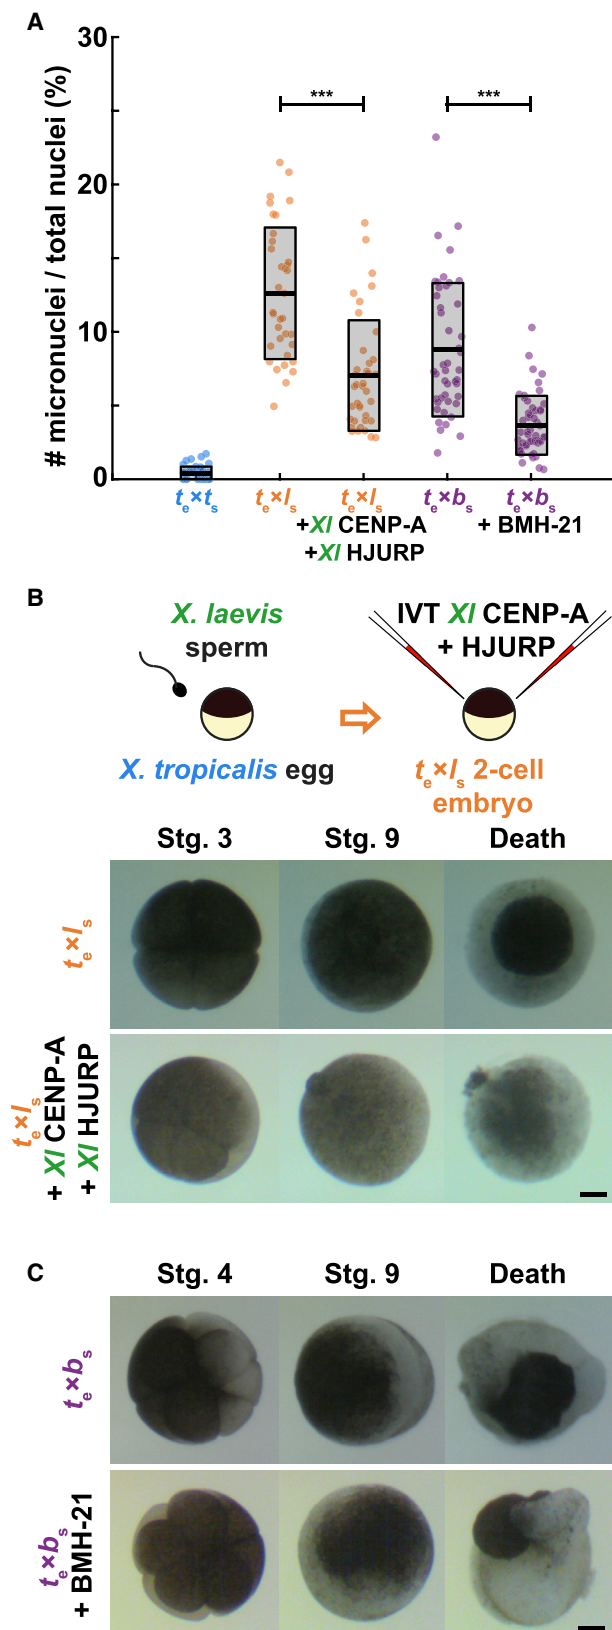 A
# micronuclei / total nuclei (%)
30
20
10
0
***
***
te×ts
te×ls
te×ls
te×bs
te×bs
+Xl CENP-A
+Xl HJURP
+ BMH-21
B
X. laevis
sperm
X. tropicalis egg
IVT Xl CENP-A
+ HJURP
te×ls 2-cell
embryo
Stg. 3
Stg. 9
Death
te×ls
te×ls
+ Xl CENP-A
+ Xl HJURP
C
Stg. 4
Stg. 9
Death
te×bs
te×bs
+ BMH-21